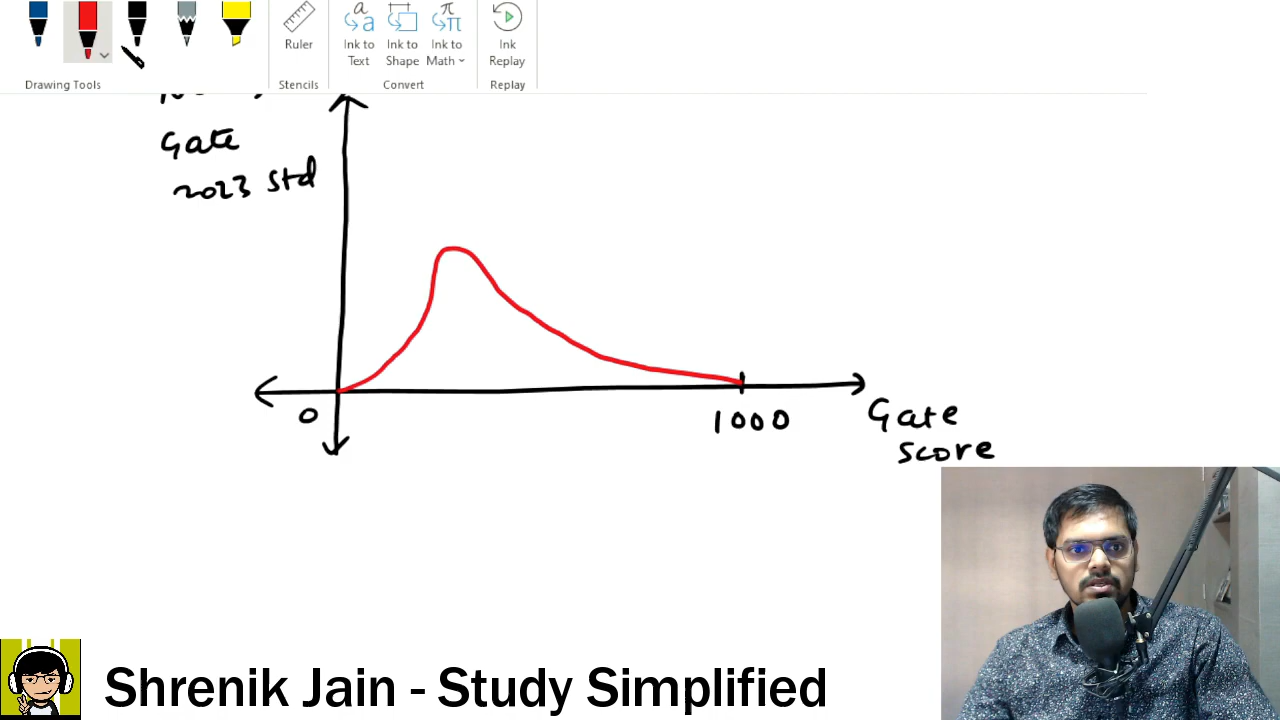 Ruler
Ink to Text
Ink to Shape
Ink to Math
Ink Replay
Drawing Tools
Stencils
Convert
Replay
Gate
2023 Std
0
1000
Gate
score
Shrenik Jain - Study Simplified